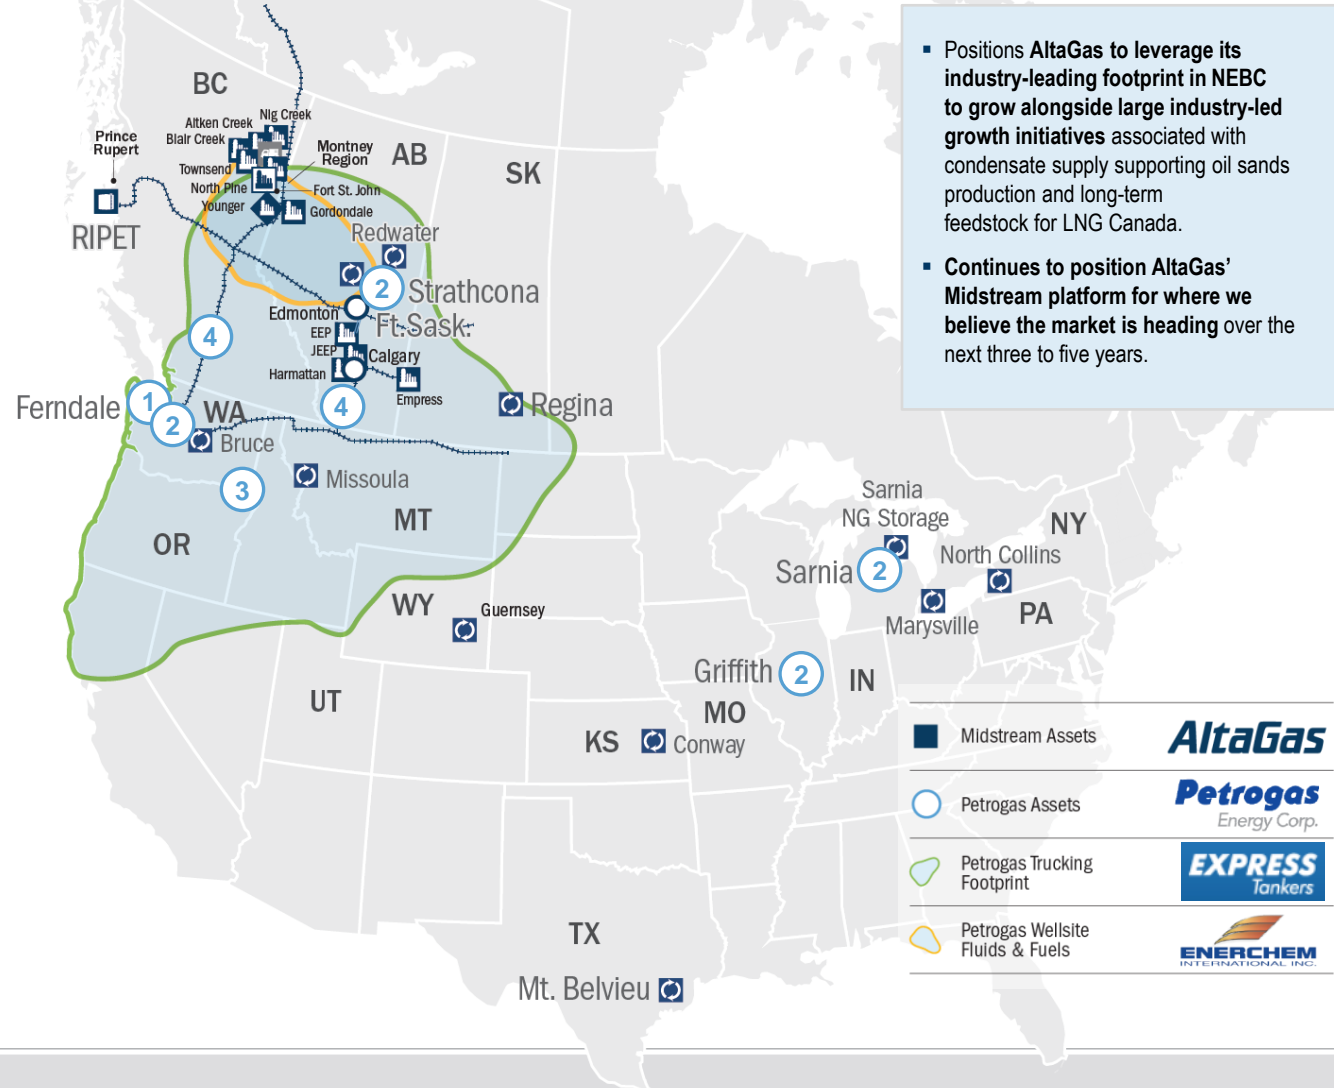 ▪ Positions AltaGas to leverage its
industry-leading footprint in NEBC
to grow alongside large industry-led
growth initiatives associated with
condensate supply supporting oil sands
production and long-term
feedstock for LNG Canada.
▪ Continues to position AltaGas’
Midstream platform for where we
believe the market is heading over the
next three to five years.
BC
Nig Creek
Aitken Creek
Blair Creek
Prince
Rupert
Montney
Region
AB
SK
Townsend
North Pine
Fort St. John
Younger
Gordondale
RIPET
Redwater
2
Strathcona
Edmonton
Ft.Sask.
EEP
4
JEEP
Calgary
Harmattan
Empress
Ferndale
1
2
WA
4
Regina
Bruce
Missoula
3
MT
OR
Sarnia
NG Storage
NY
North Collins
Sarnia
2
WY
Guernsey
Marysville
PA
Griffith
2
IN
UT
MO
KS
Conway
Midstream Assets
AltaGas
Petrogas Assets
Petrogas
Energy Corp.
Petrogas Trucking
Footprint
EXPRESS
Tankers
Petrogas Wellsite
Fluids & Fuels
ENERCHEM
INTERNATIONAL INC.
TX
Mt. Belvieu